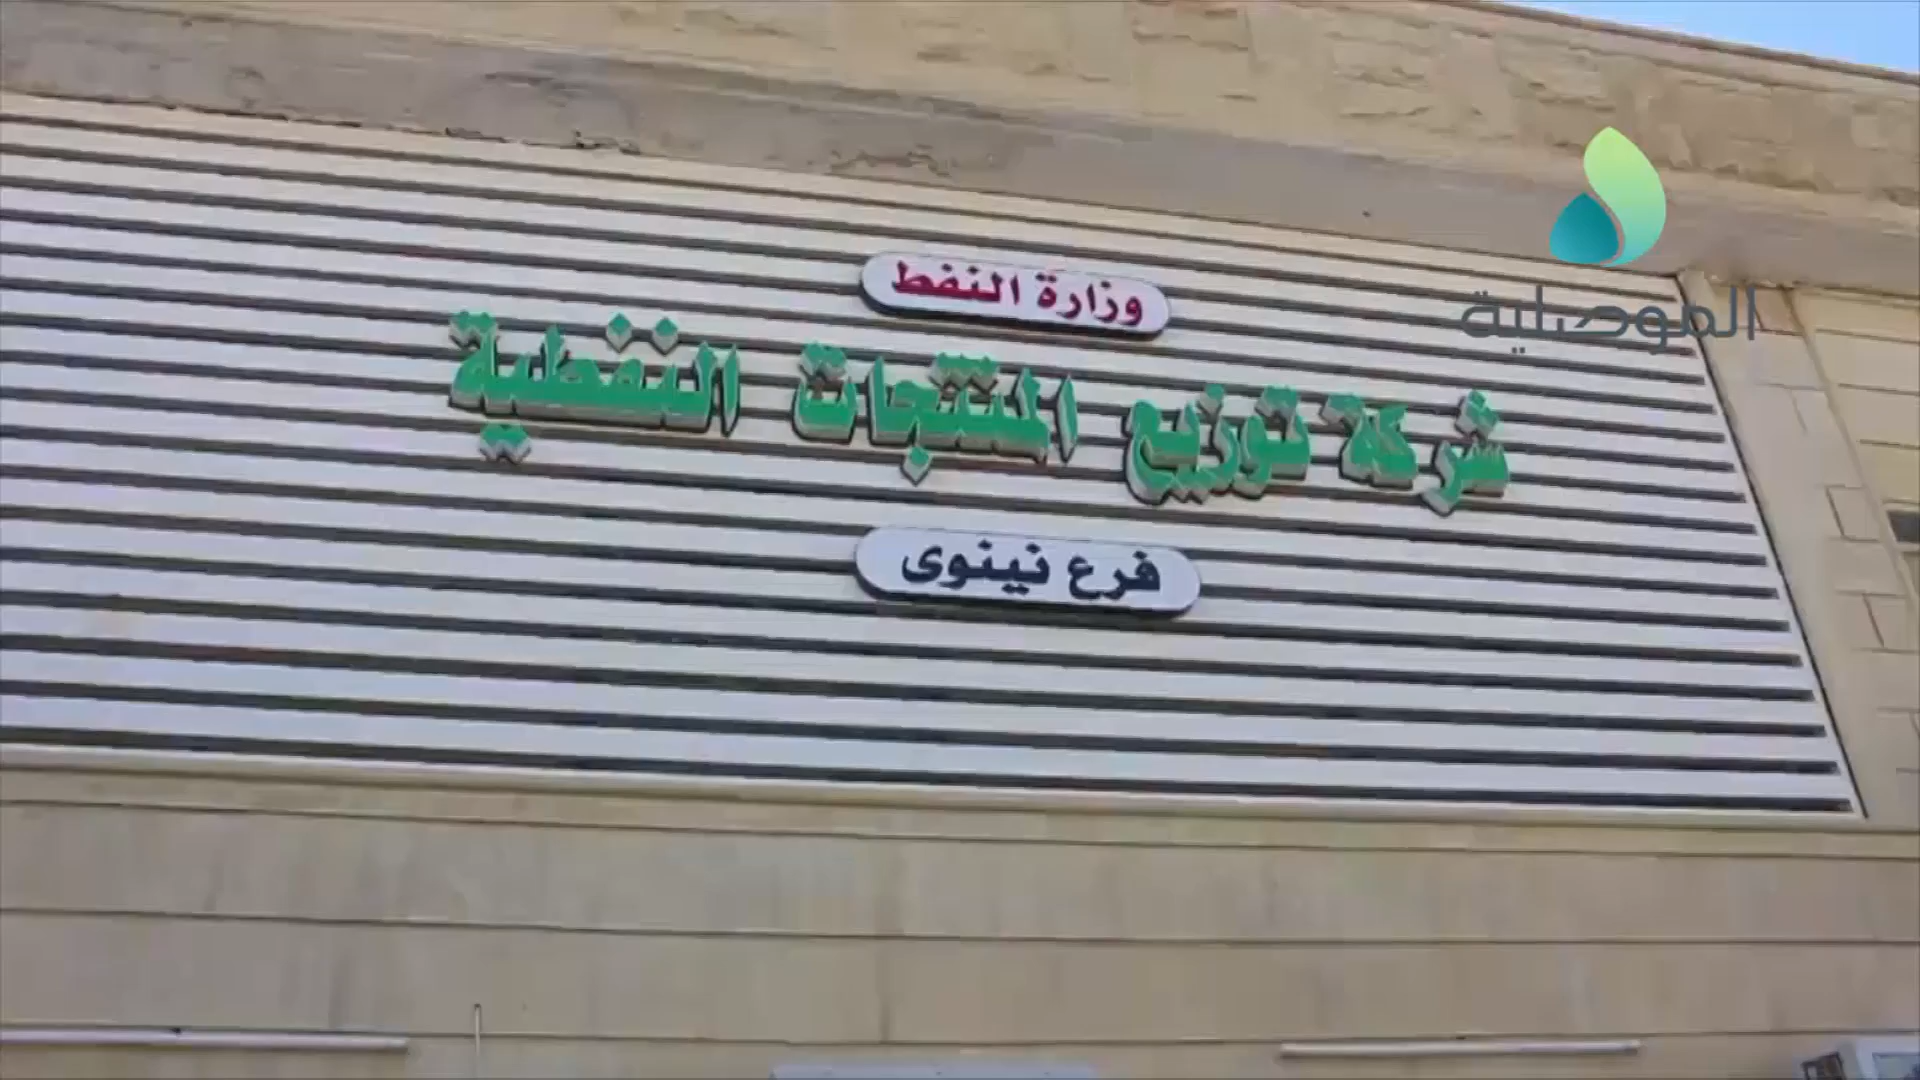 وزارة النفط
شركة توزيع المنتجات النفطية
فرع نينوى
الموصلية